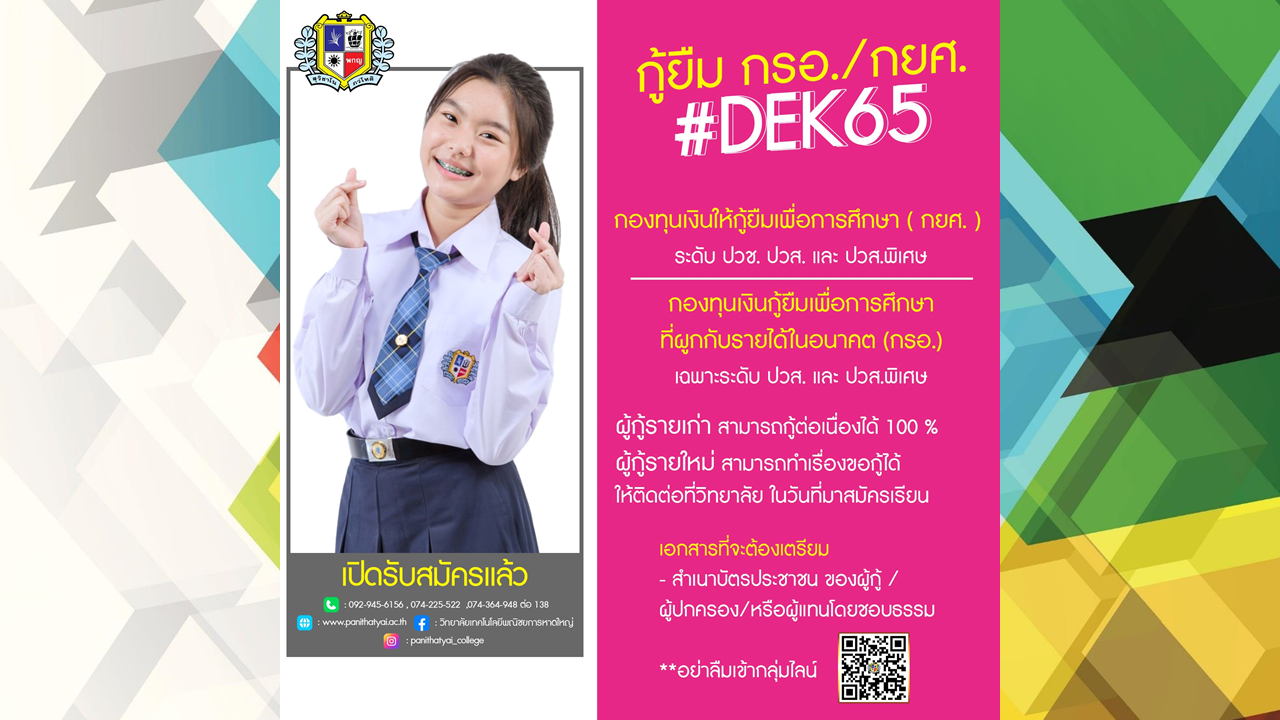 พกญ
สุวิชาโน ภวํโหติ
เปิดรับสมัครแล้ว
: 092-945-6156 , 074-225-522 ,074-364-948 ต่อ 138
: www.panithatyai.ac.th : วิทยาลัยเทคโนโลยีพณิชยการหาดใหญ่
: panithatyai_college
กู้ยืม กรอ./กยศ.
#DEK65
กองทุนเงินให้กู้ยืมเพื่อการศึกษา ( กยศ. )
ระดับ ปวช. ปวส. และ ปวส.พิเศษ
กองทุนเงินกู้ยืมเพื่อการศึกษา
ที่ผูกกับรายได้ในอนาคต (กรอ.)
เฉพาะระดับ ปวส. และ ปวส.พิเศษ
ผู้กู้รายเก่า สามารถกู้ต่อเนื่องได้ 100 %
ผู้กู้รายใหม่ สามารถทำเรื่องขอกู้ได้
ให้ติดต่อที่วิทยาลัย ในวันที่มาสมัครเรียน
เอกสารที่จะต้องเตรียม
- สำเนาบัตรประชาชน ของผู้กู้ /
ผู้ปกครอง/หรือผู้แทนโดยชอบธรรม
**อย่าลืมเข้ากลุ่มไลน์